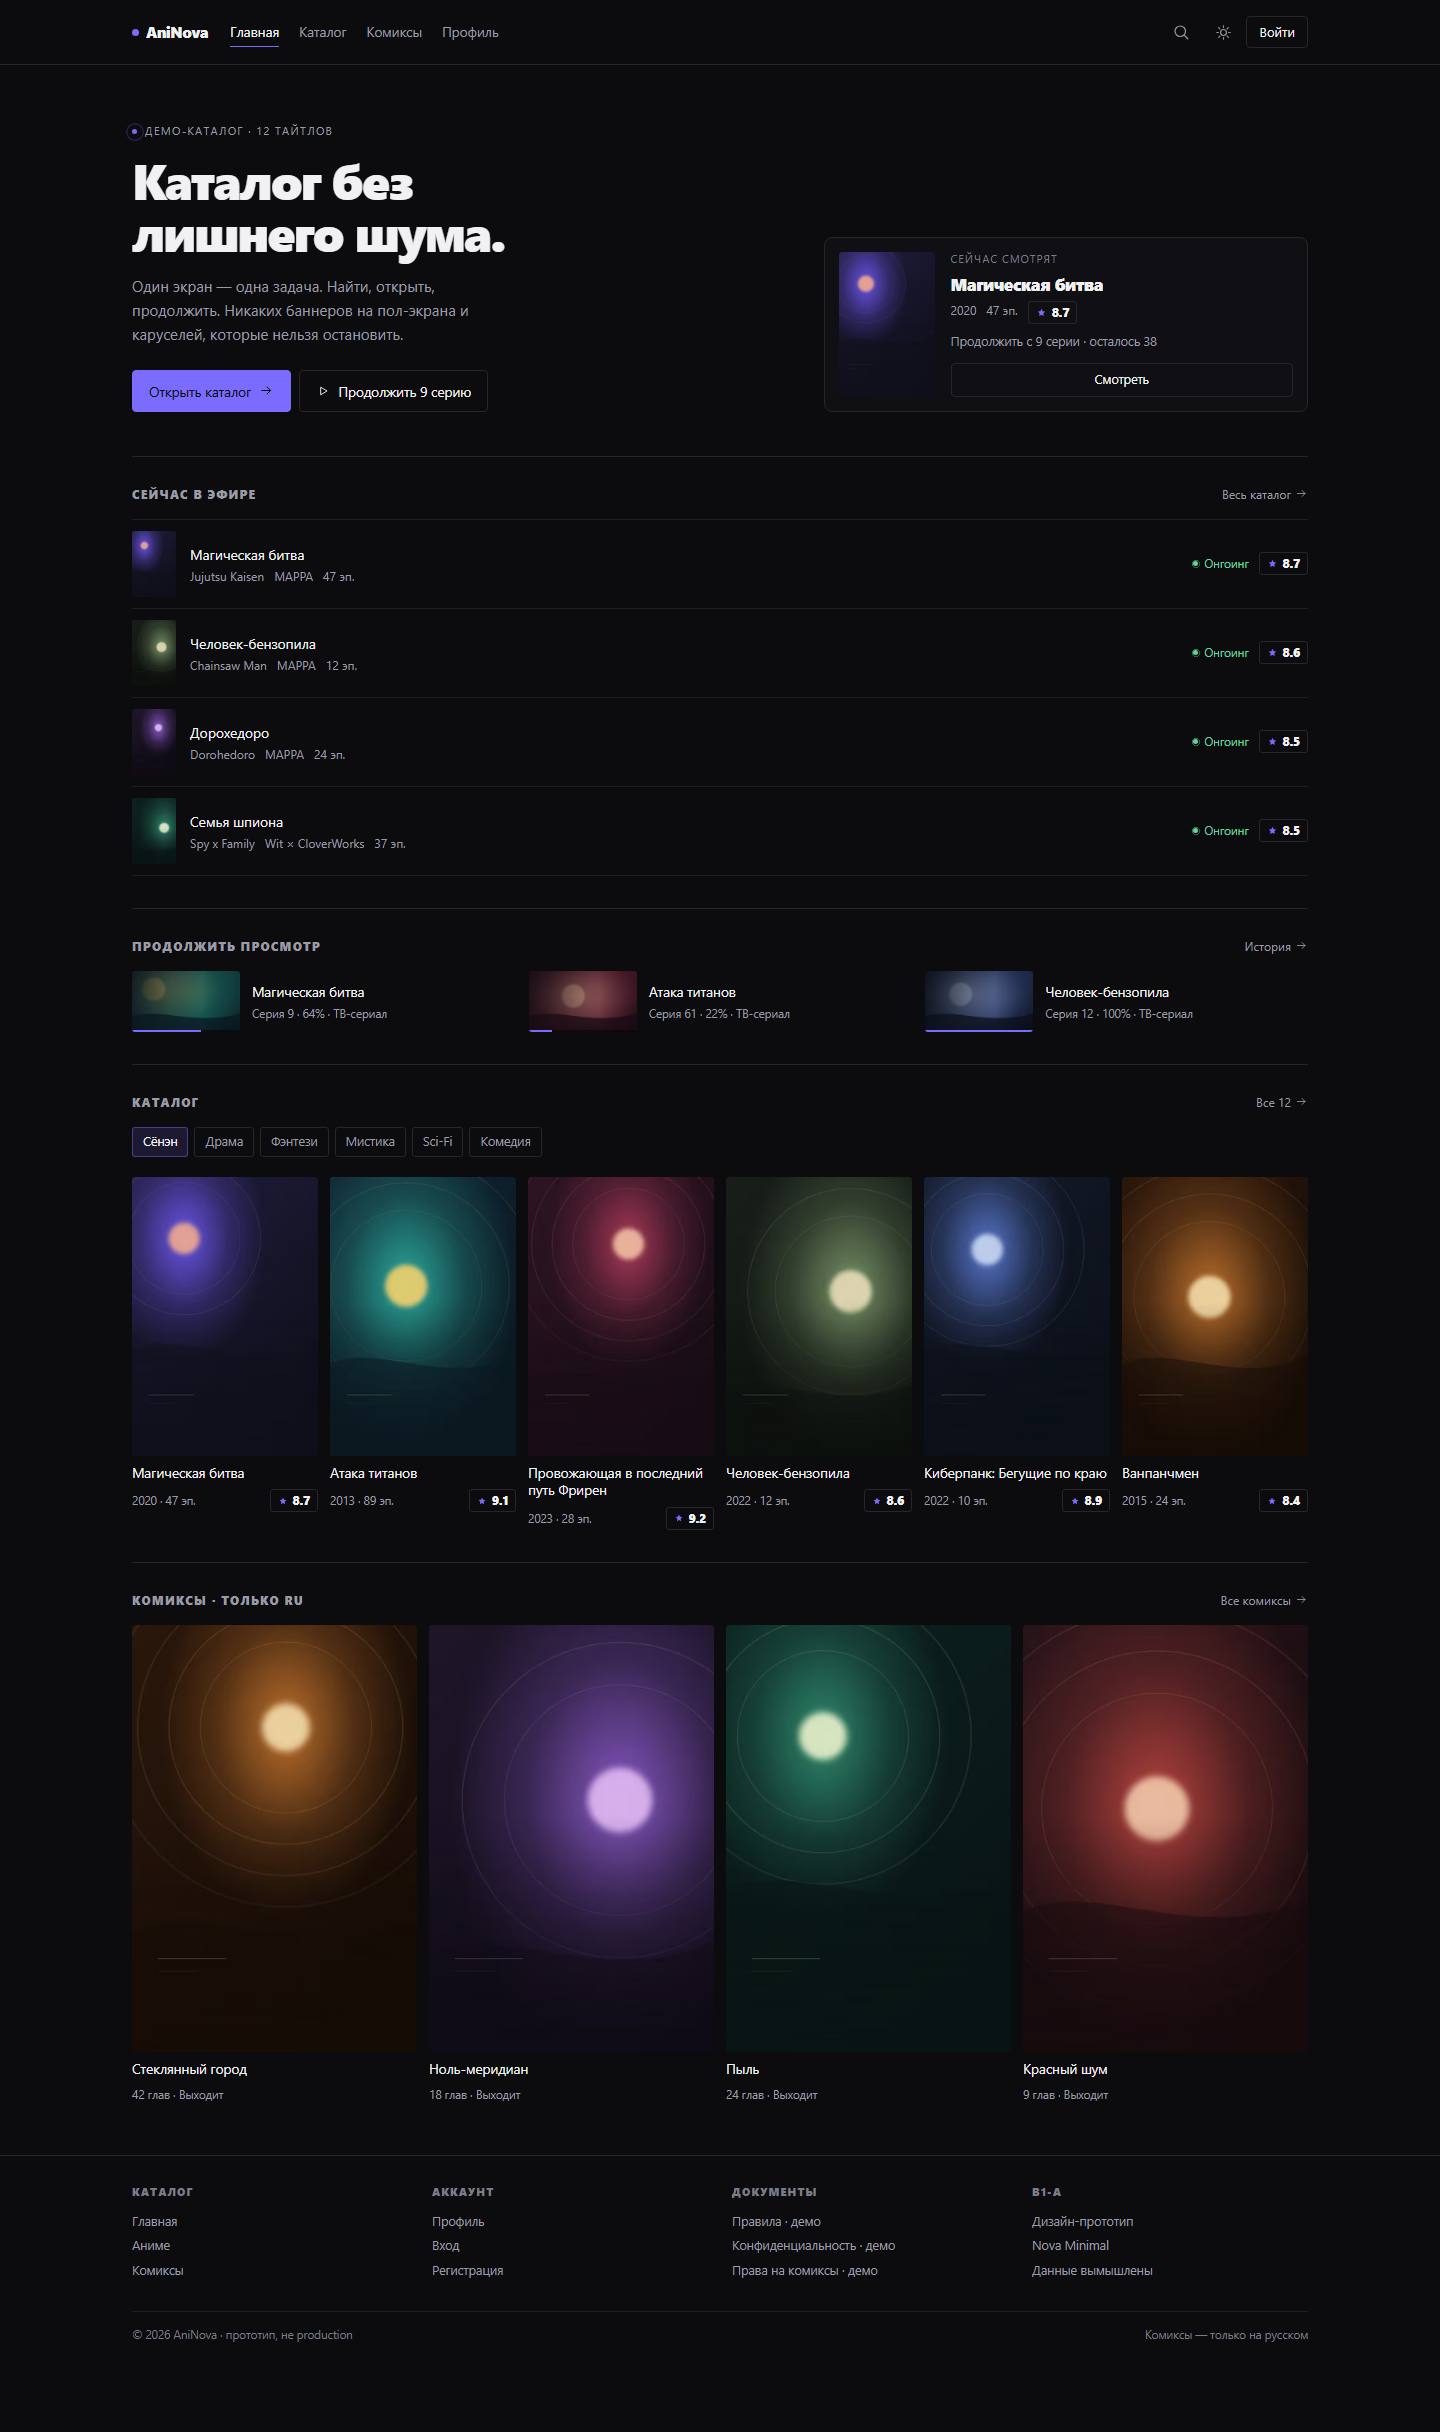 AniNova
Главная
Каталог
Комиксы
Профиль
Войти
ДЕМО-КАТАЛОГ · 12 ТАЙТЛОВ
Каталог без
лишнего шума.
Один экран — одна задача. Найти, открыть,
продолжить. Никаких баннеров на пол-экрана и
каруселей, которые нельзя остановить.
Открыть каталог →
Продолжить 9 серию
СЕЙЧАС СМОТРЯТ
Магическая битва
2020 47 эп. ★ 8.7
Продолжить с 9 серии · осталось 38
Смотреть
СЕЙЧАС В ЭФИРЕ
Весь каталог →
Магическая битва
Jujutsu Kaisen MAPPA 47 эп.
Онгоинг ★ 8.7
Человек-бензопила
Chainsaw Man MAPPA 12 эп.
Онгоинг ★ 8.6
Дорохедоро
Dorohedoro MAPPA 24 эп.
Онгоинг ★ 8.5
Семья шпиона
Spy x Family Wit × CloverWorks 37 эп.
Онгоинг ★ 8.5
ПРОДОЛЖИТЬ ПРОСМОТР
История →
Магическая битва
Серия 9 · 64% · ТВ-сериал
Атака титанов
Серия 61 · 22% · ТВ-сериал
Человек-бензопила
Серия 12 · 100% · ТВ-сериал
КАТАЛОГ
Все 12 →
Сёнэн
Драма
Фэнтези
Мистика
Sci-Fi
Комедия
Магическая битва
2020 · 47 эп. ★ 8.7
Атака титанов
2013 · 89 эп. ★ 9.1
Провожающая в последний
путь Фрирен
2023 · 28 эп. ★ 9.2
Человек-бензопила
2022 · 12 эп. ★ 8.6
Киберпанк: Бегущие по краю
2022 · 10 эп. ★ 8.9
Ванпанчмен
2015 · 24 эп. ★ 8.4
КОМИКСЫ · ТОЛЬКО RU
Все комиксы →
Стеклянный город
42 глав · Выходит
Ноль-меридиан
18 глав · Выходит
Пыль
24 глав · Выходит
Красный шум
9 глав · Выходит
КАТАЛОГ
Главная
Аниме
Комиксы
АККАУНТ
Профиль
Вход
Регистрация
ДОКУМЕНТЫ
Правила · демо
Конфиденциальность · демо
Права на комиксы · демо
B1-A
Дизайн-прототип
Nova Minimal
Данные вымышлены
© 2026 AniNova · прототип, не production
Комиксы — только на русском